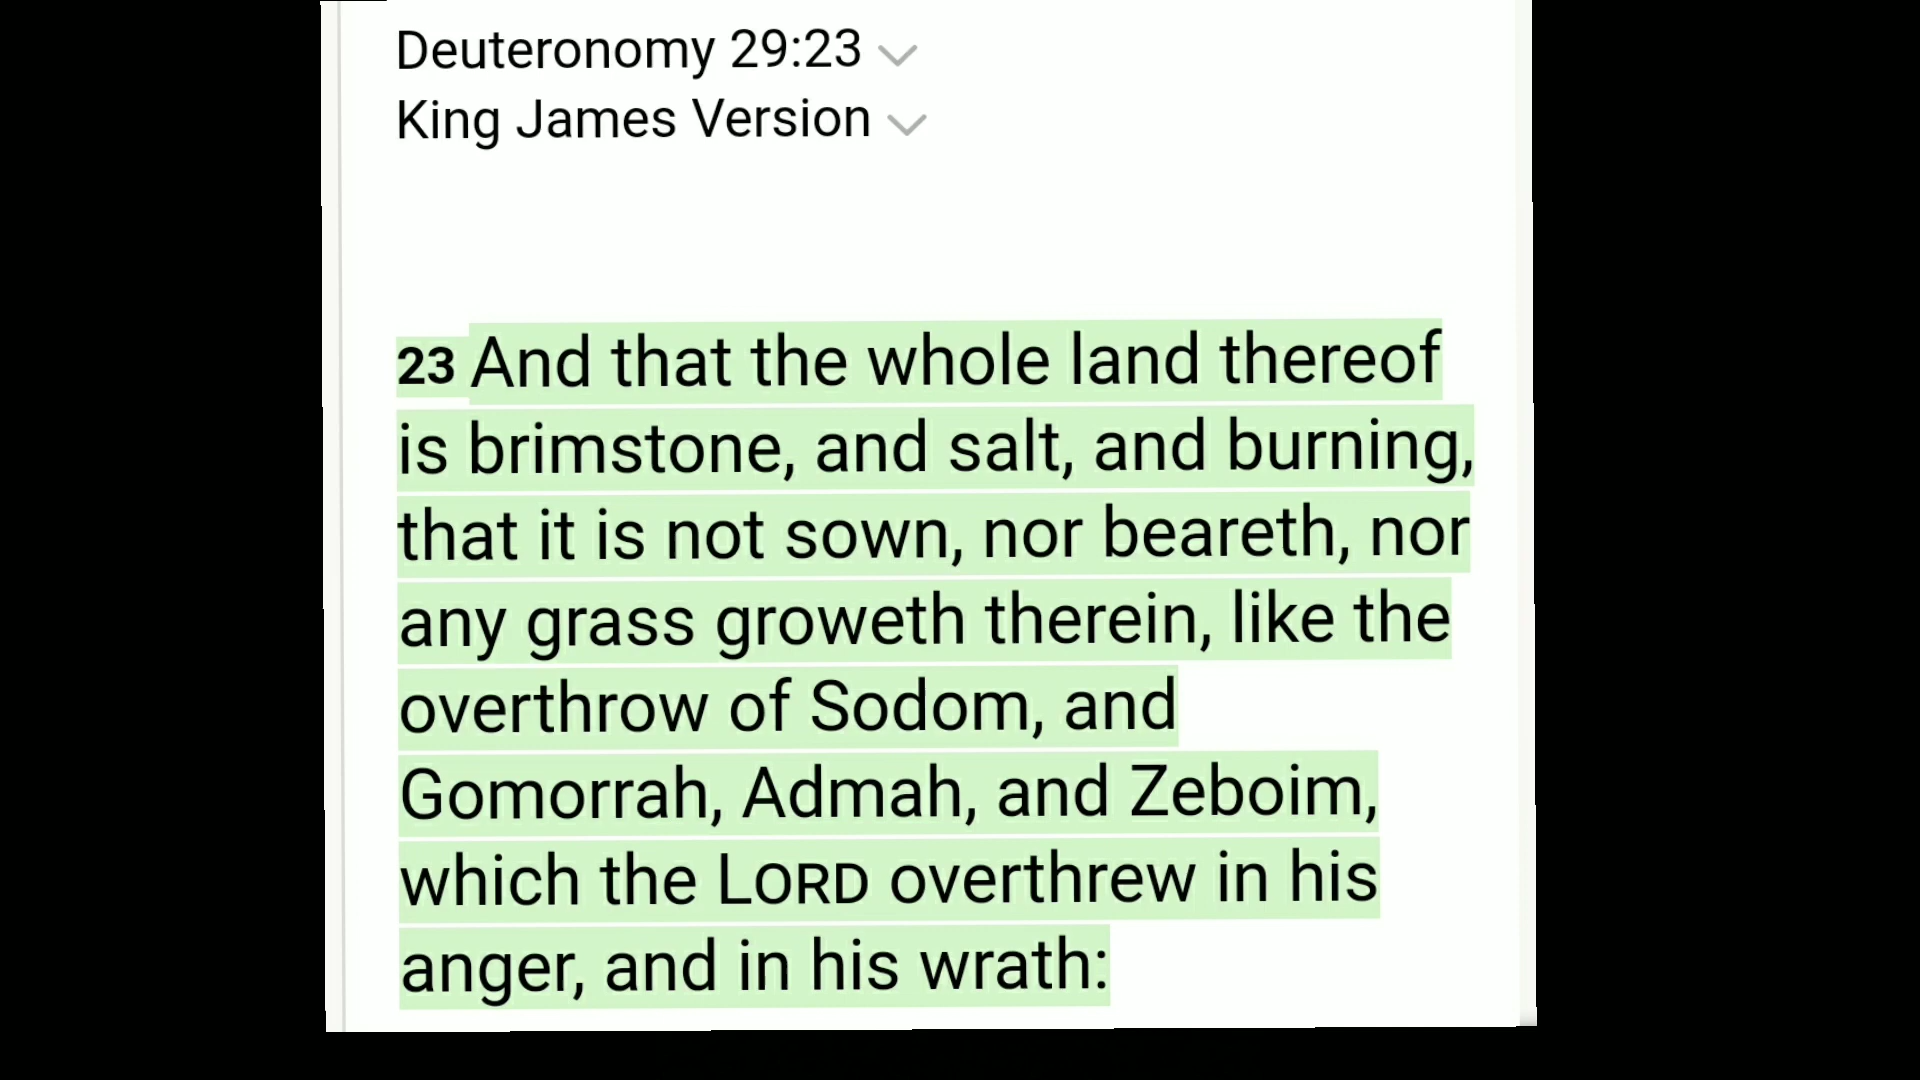 Deuteronomy 29:23
King James Version
23 And that the whole land thereof
is brimstone, and salt, and burning,
that it is not sown, nor beareth, nor
any grass groweth therein, like the
overthrow of Sodom, and
Gomorrah, Admah, and Zeboim,
which the LORD overthrew in his
anger, and in his wrath: